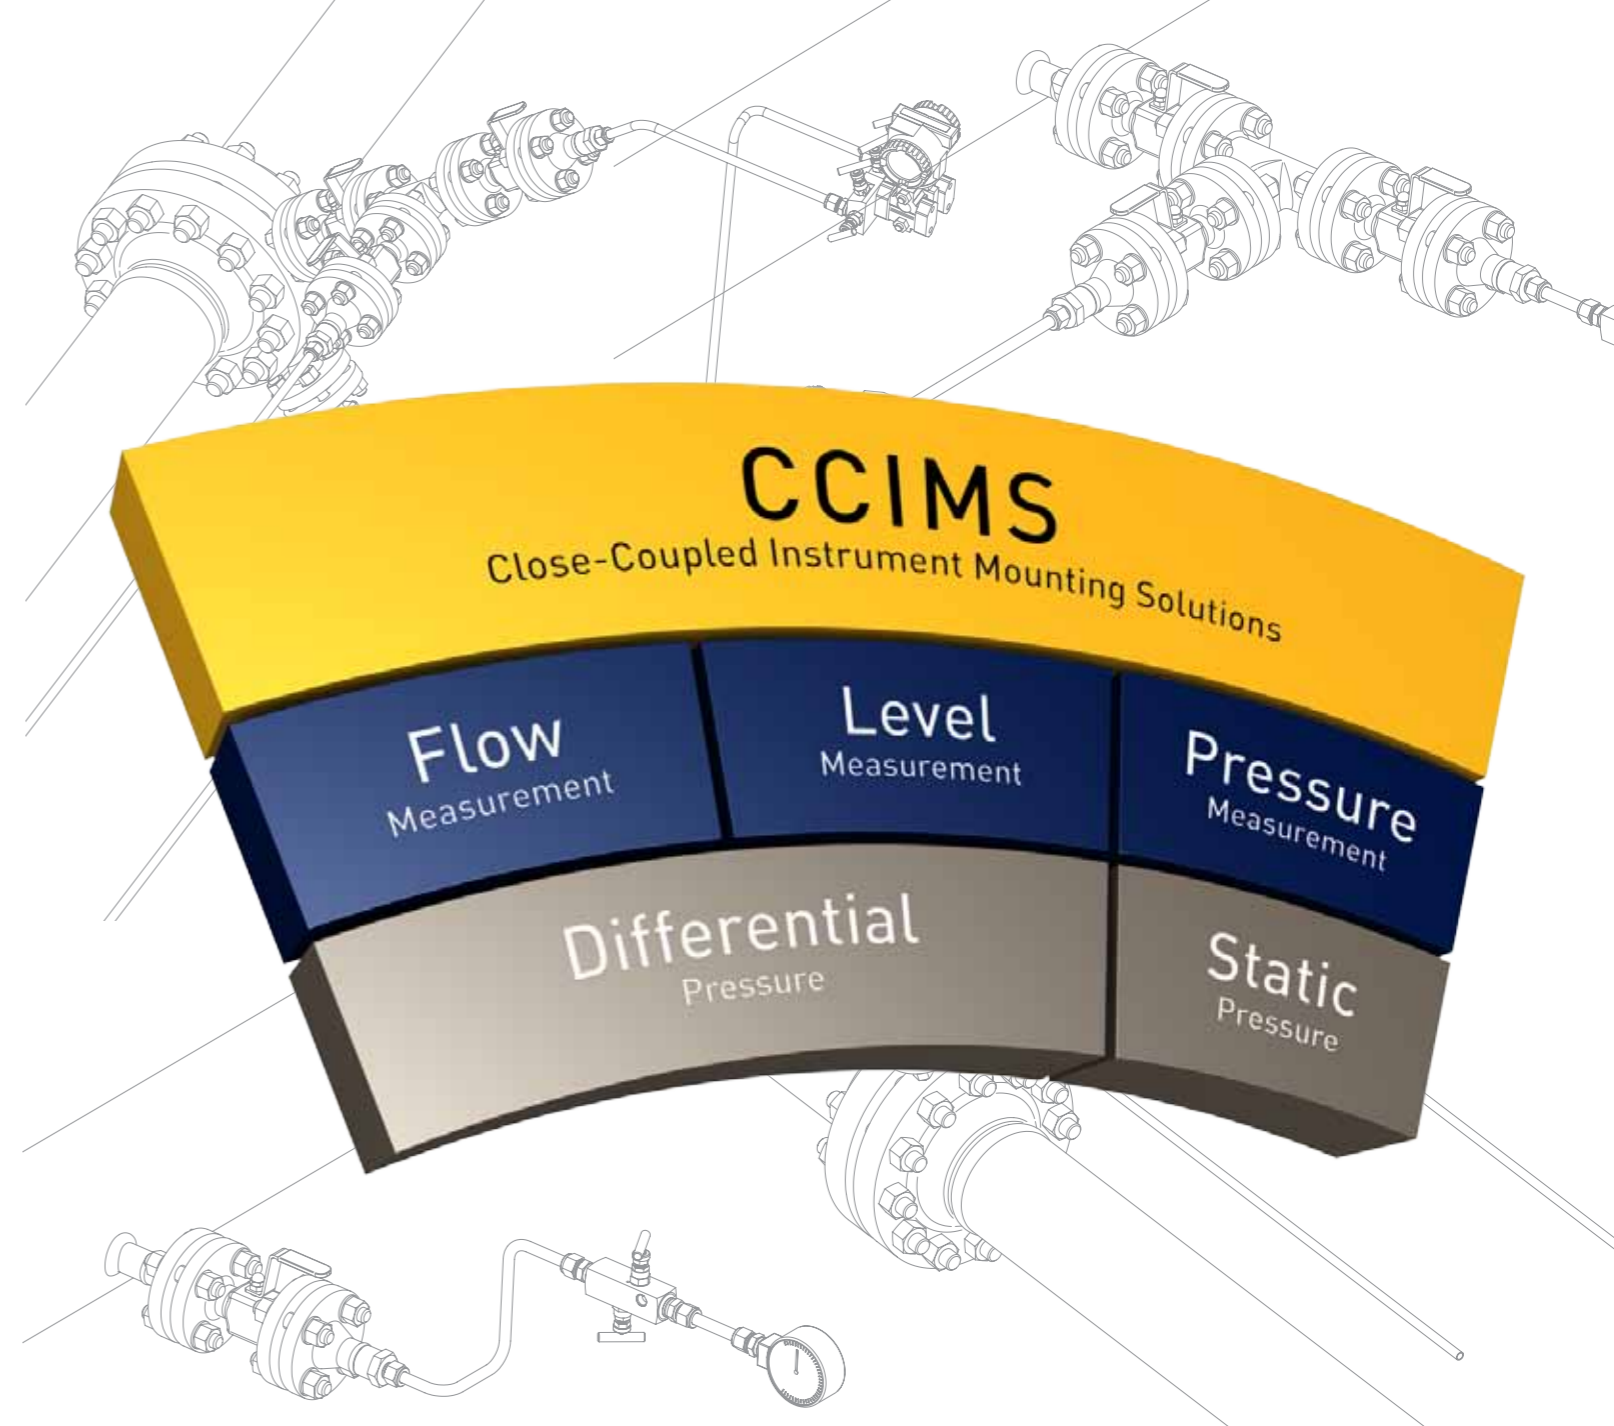 CCIMS
Close-Coupled Instrument Mounting Solutions
Flow
Measurement
Level
Measurement
Pressure
Measurement
Differential
Pressure
Static
Pressure